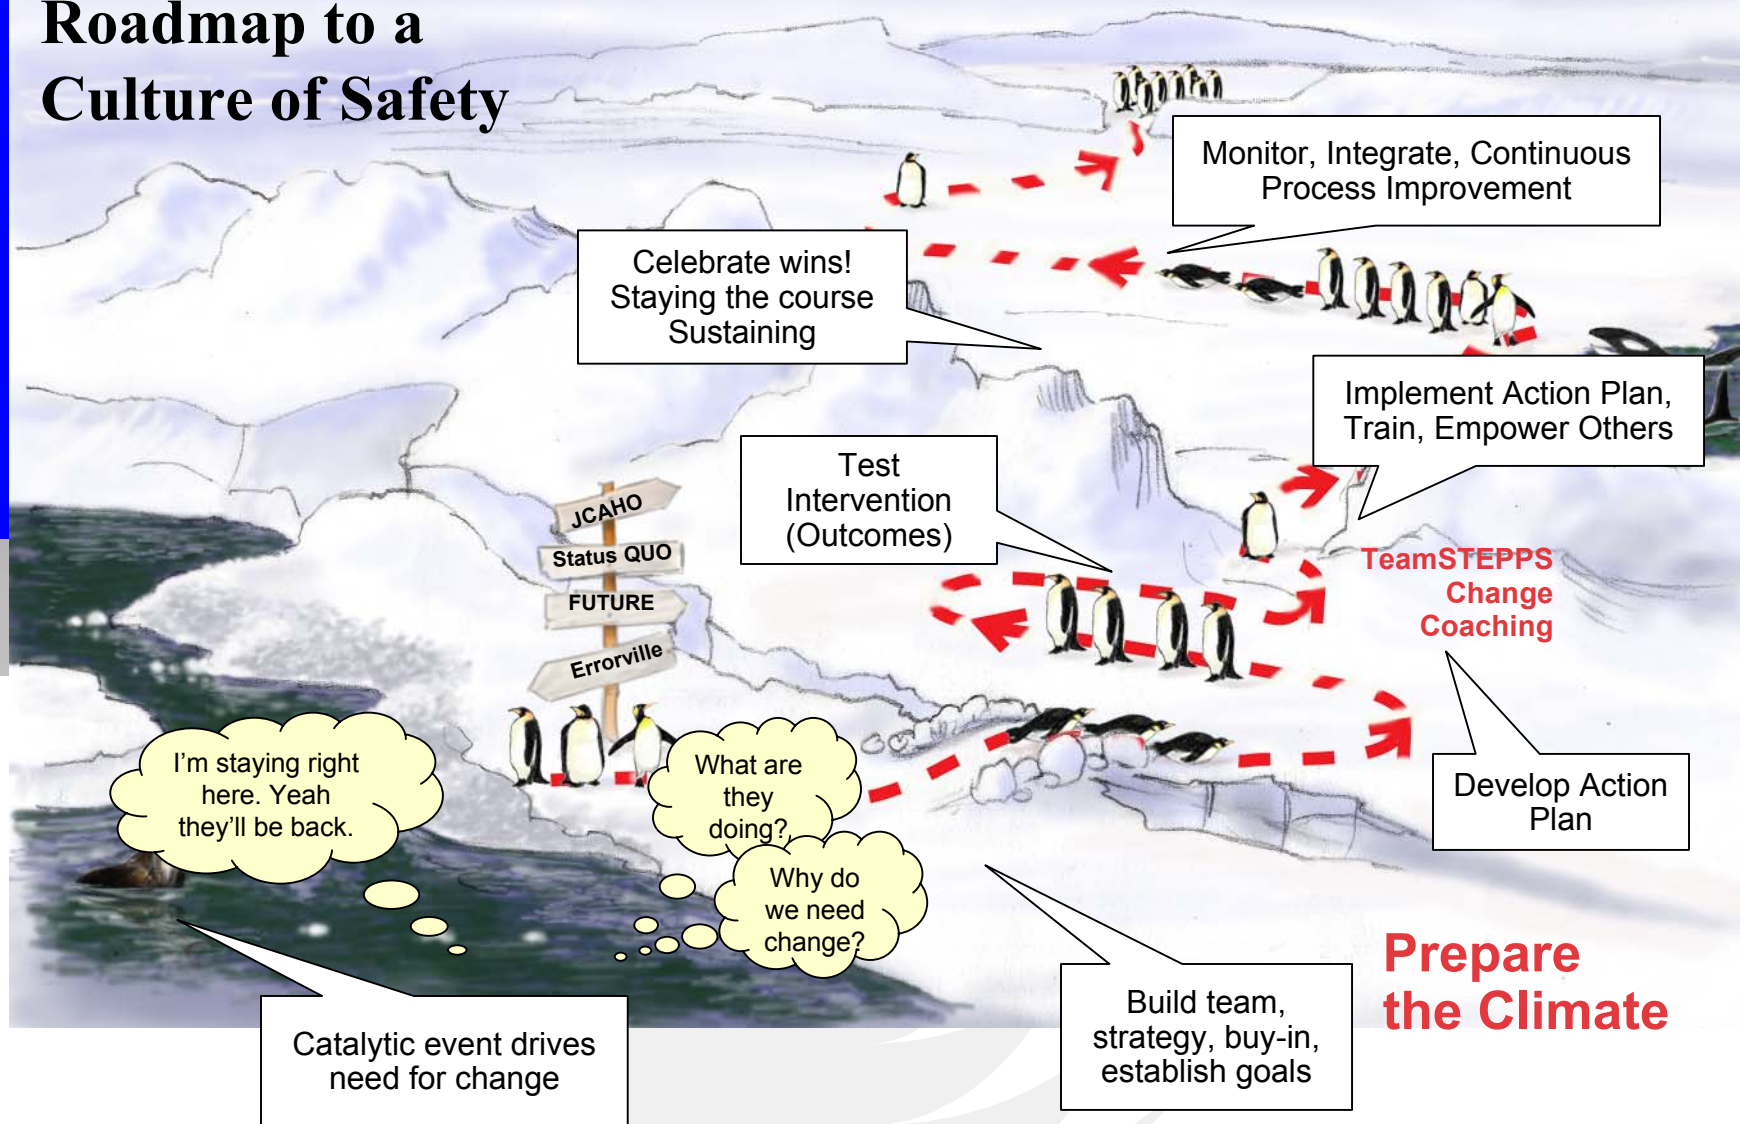 Roadmap to a
Culture of Safety
Monitor, Integrate, Continuous
Process Improvement
Celebrate wins!
Staying the course
Sustaining
Implement Action Plan,
Train, Empower Others
Test
Intervention
(Outcomes)
JCAHO
Status QUO
FUTURE
Errorville
TeamSTEPPS
Change
Coaching
I'm staying right
here. Yeah
they'll be back.
What are
they
doing?
Why do
we need
change?
Develop Action
Plan
Prepare
the Climate
Build team,
strategy, buy-in,
establish goals
Catalytic event drives
need for change